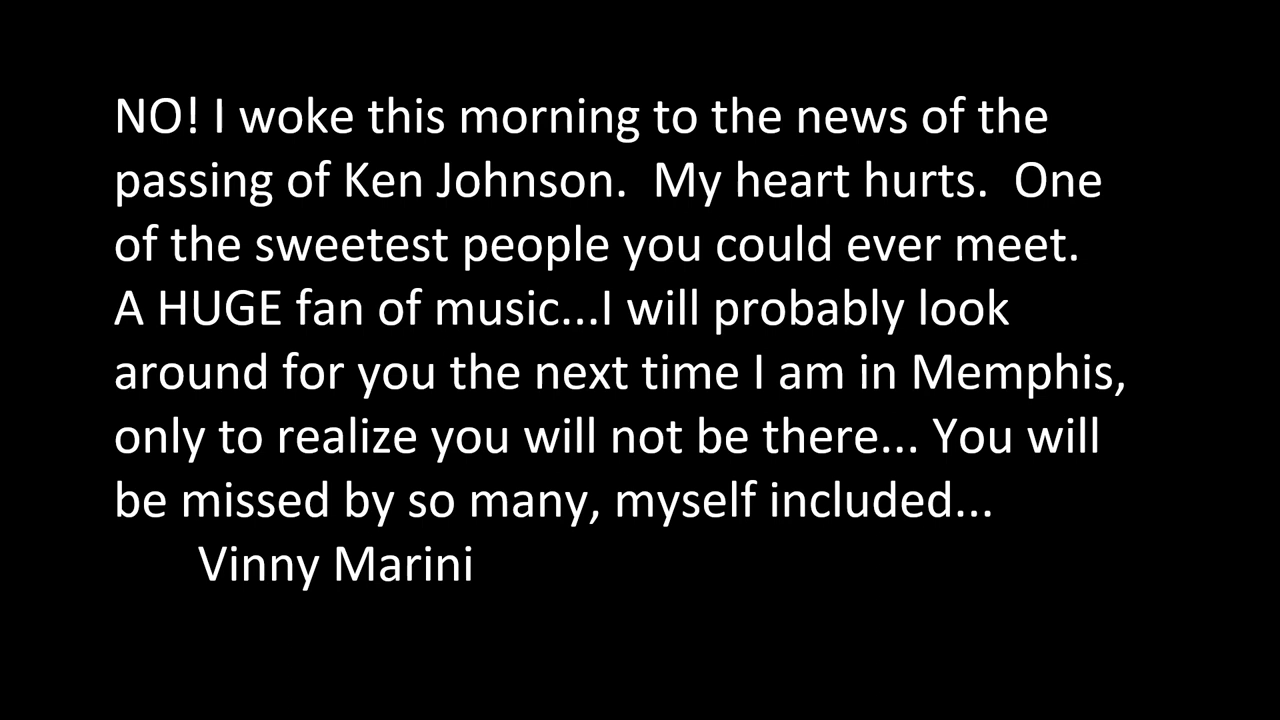 NO! I woke this morning to the news of the
passing of Ken Johnson.  My heart hurts.  One
of the sweetest people you could ever meet.
A HUGE fan of music...I will probably look
around for you the next time I am in Memphis,
only to realize you will not be there... You will
be missed by so many, myself included...
Vinny Marini